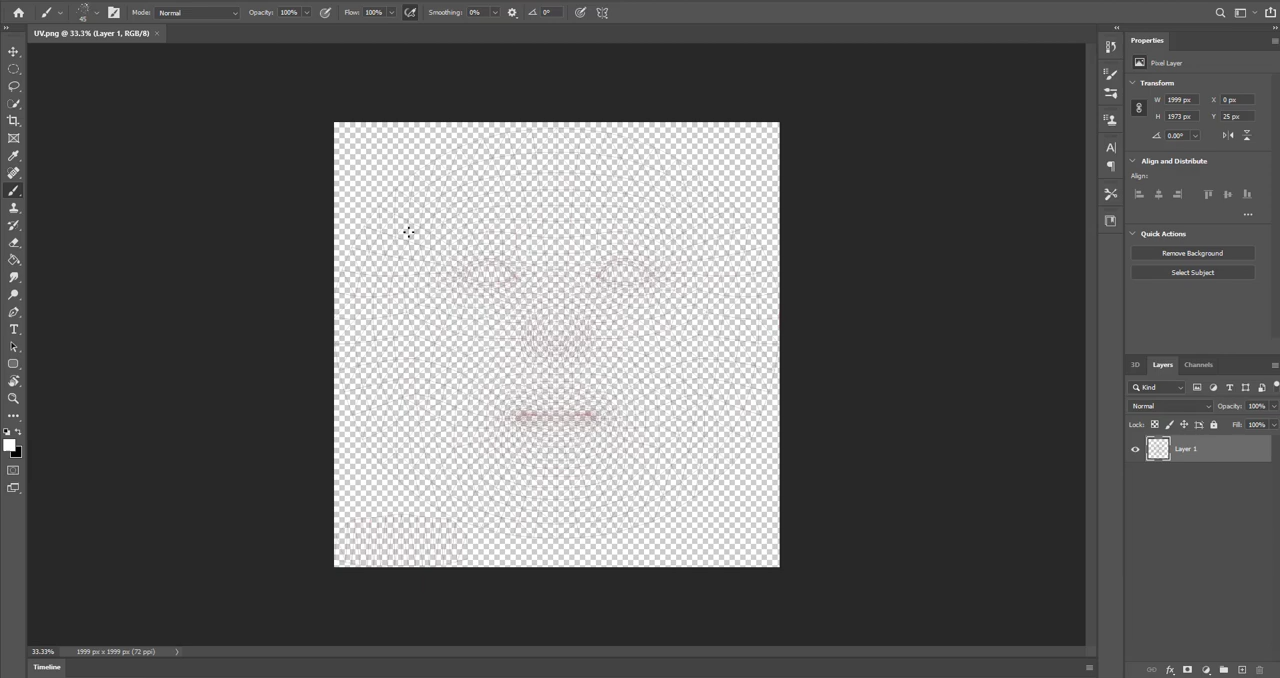 45 Mode: Normal Opacity: 100% Flow: 100% Smoothing: 0% 0°
UV.png @ 33.3% (Layer 1, RGB/8) ×
Properties
Pixel Layer
Transform
W 1999 px X 0 px
H 1973 px Y 25 px
0.00°
Align and Distribute
Align:
Quick Actions
Remove Background
Select Subject
3D Layers Channels
Kind
Normal Opacity: 100%
Lock: Fill: 100%
Layer 1
33.33% 1999 px x 1999 px (72 ppi)
Timeline